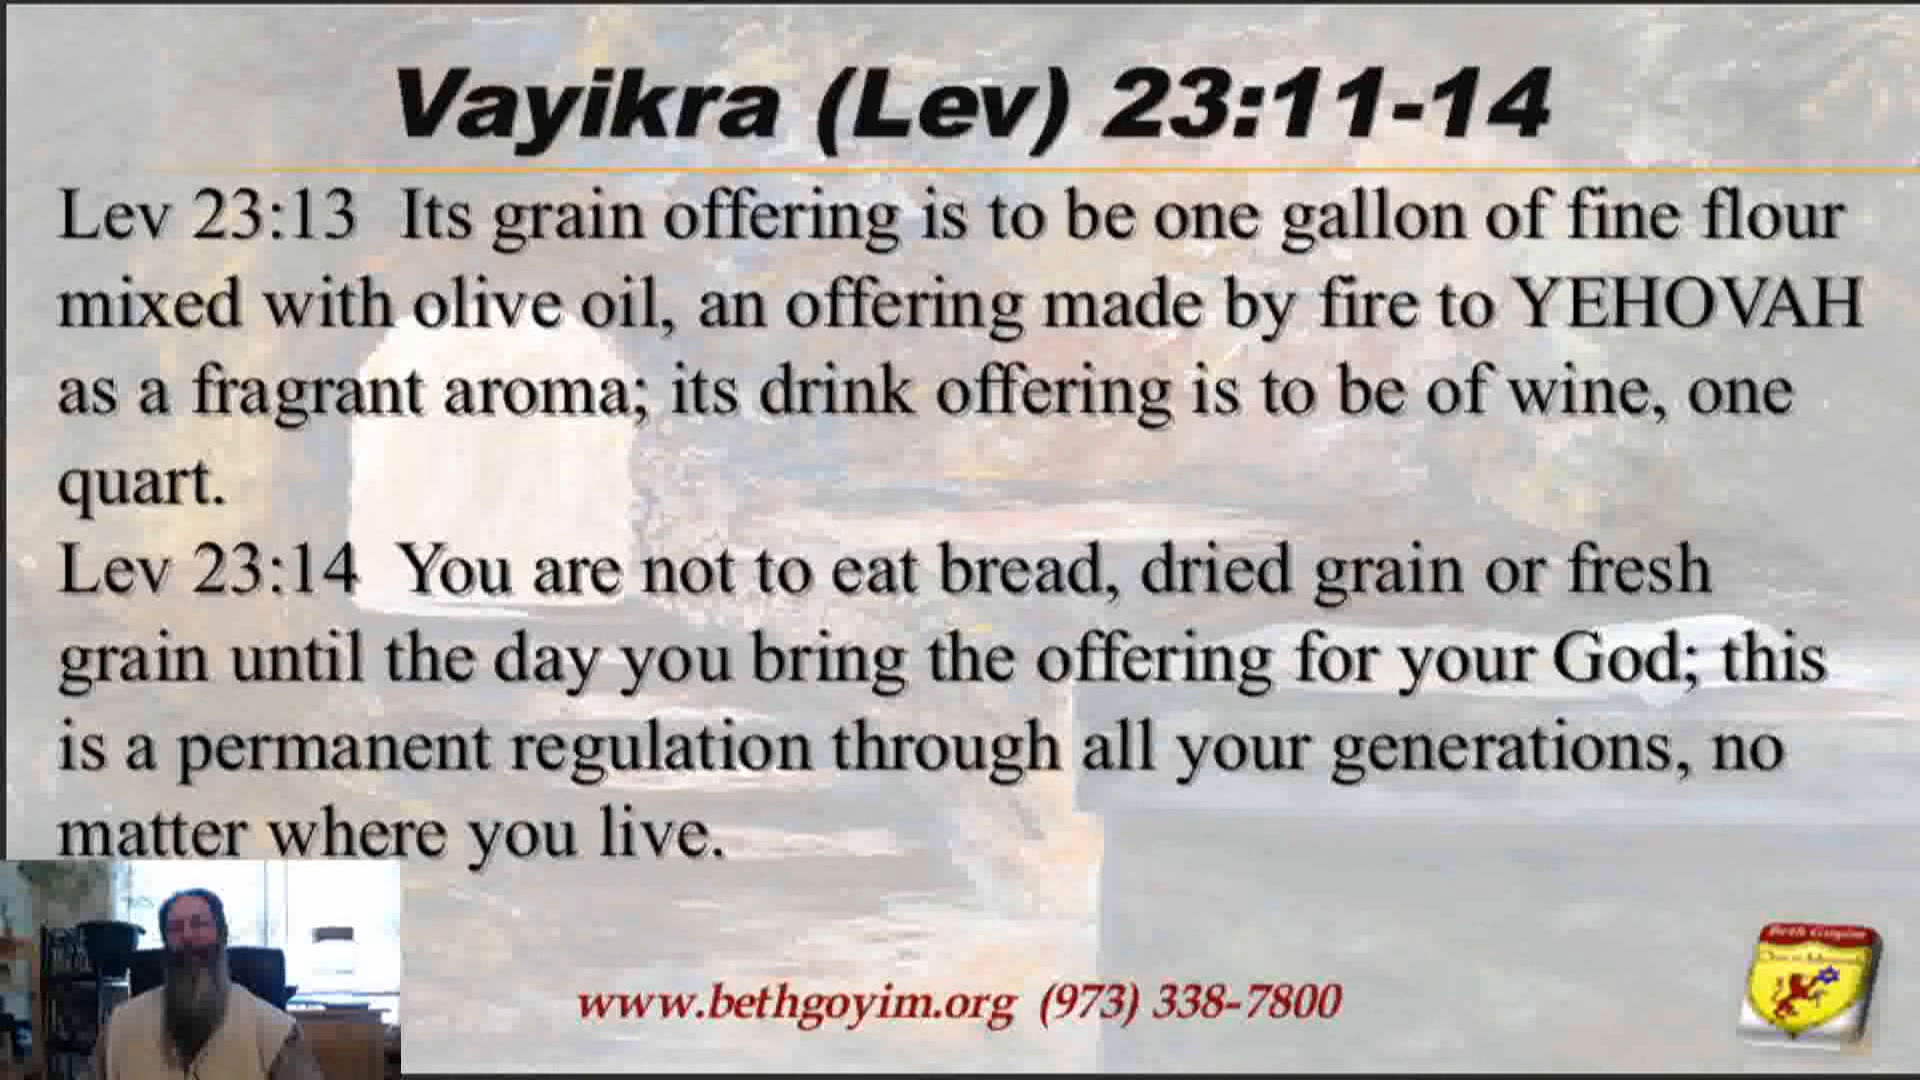 Vayikra (Lev) 23:11-14
Lev 23:13 Its grain offering is to be one gallon of fine flour
mixed with olive oil, an offering made by fire to YEHOVAH
as a fragrant aroma; its drink offering is to be of wine, one
quart.
Lev 23:14 You are not to eat bread, dried grain or fresh
grain until the day you bring the offering for your God; this
is a permanent regulation through all your generations, no
matter where you live.
www.bethgoyim.org (973) 338-7800
Beth Goyim